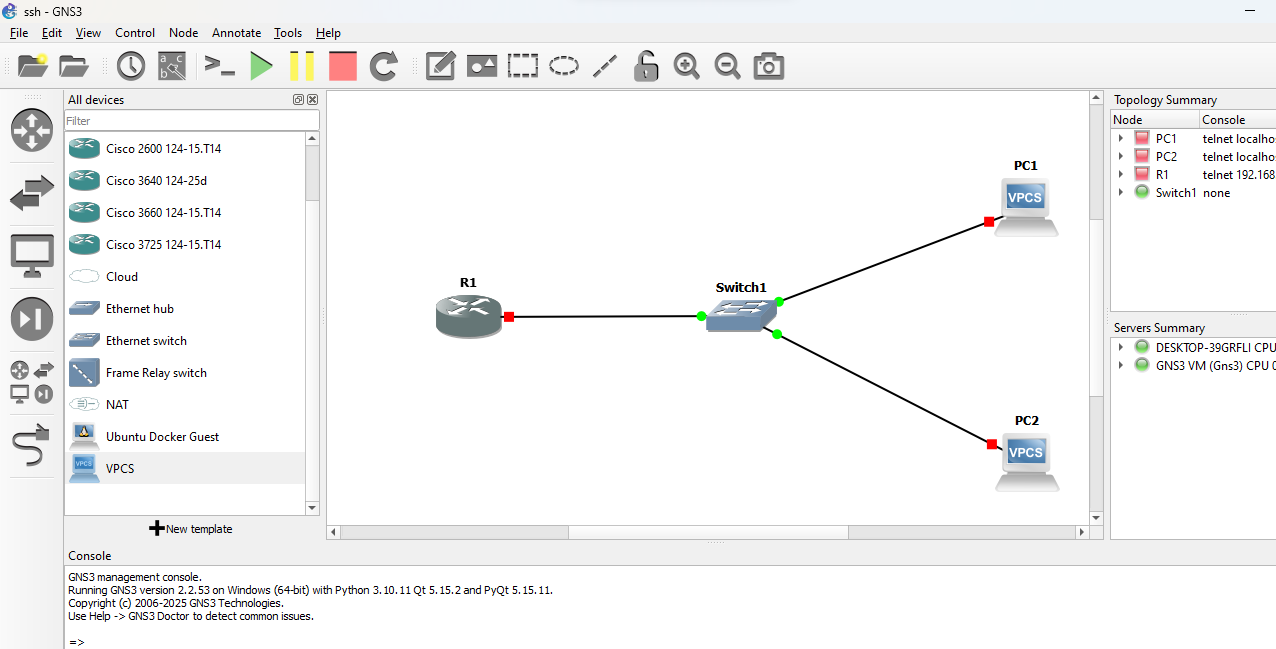 ssh - GNS3
File Edit View Control Node Annotate Tools Help
All devices
Filter
Cisco 2600 124-15.T14
Cisco 3640 124-25d
Cisco 3660 124-15.T14
Cisco 3725 124-15.T14
Cloud
Ethernet hub
Ethernet switch
Frame Relay switch
NAT
Ubuntu Docker Guest
VPCS
New template
R1
Switch1
PC1
VPCS
PC2
VPCS
Topology Summary
Node Console
PC1 telnet localho
PC2 telnet localho
R1 telnet 192.168
Switch1 none
Servers Summary
DESKTOP-39GRFLI CPU
GNS3 VM (Gns3) CPU
Console
GNS3 management console.
Running GNS3 version 2.2.53 on Windows (64-bit) with Python 3.10.11 Qt 5.15.2 and PyQt 5.15.11.
Copyright (c) 2006-2025 GNS3 Technologies.
Use Help -> GNS3 Doctor to detect common issues.
=>